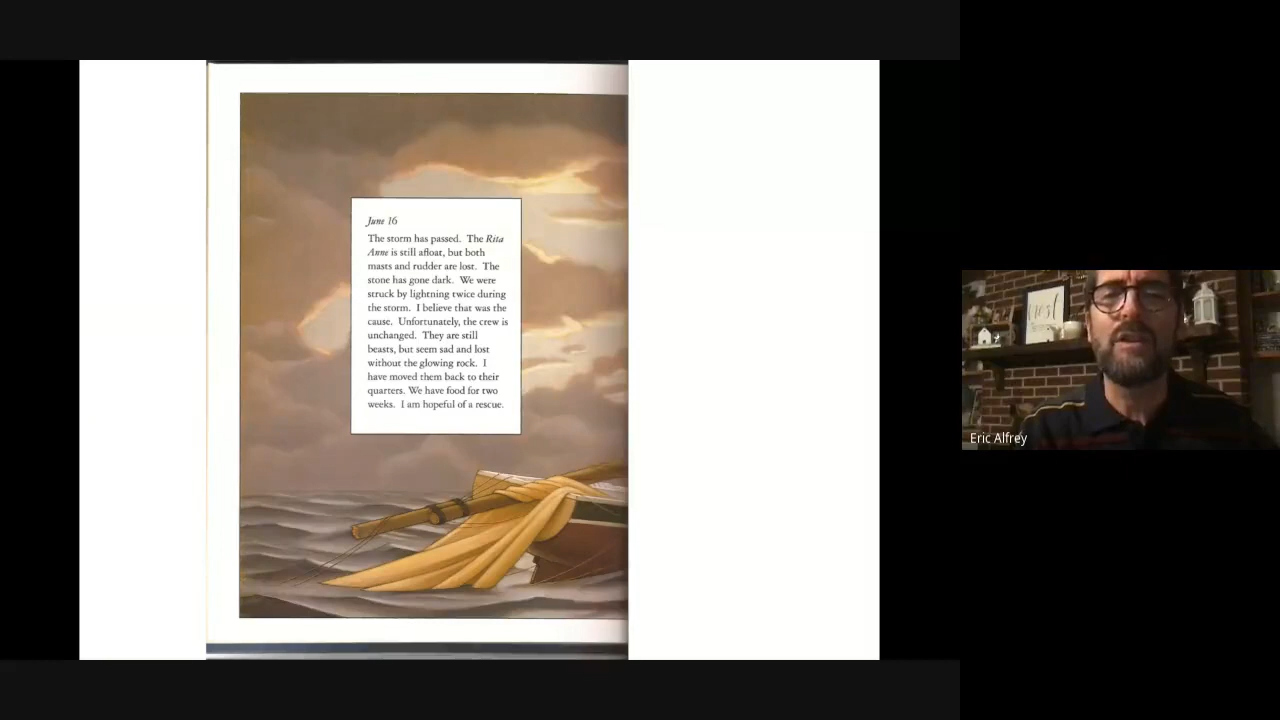 June 16
The storm has passed. The Rita
Anne is still afloat, but both
masts and rudder are lost. The
stone has gone dark. We were
struck by lightning twice during
the storm. I believe that was the
cause. Unfortunately, the crew is
unchanged. They are still
beasts, but seem sad and lost
without the glowing rock. I
have moved them back to their
quarters. We have food for two
weeks. I am hopeful of a rescue.
Eric Alfrey